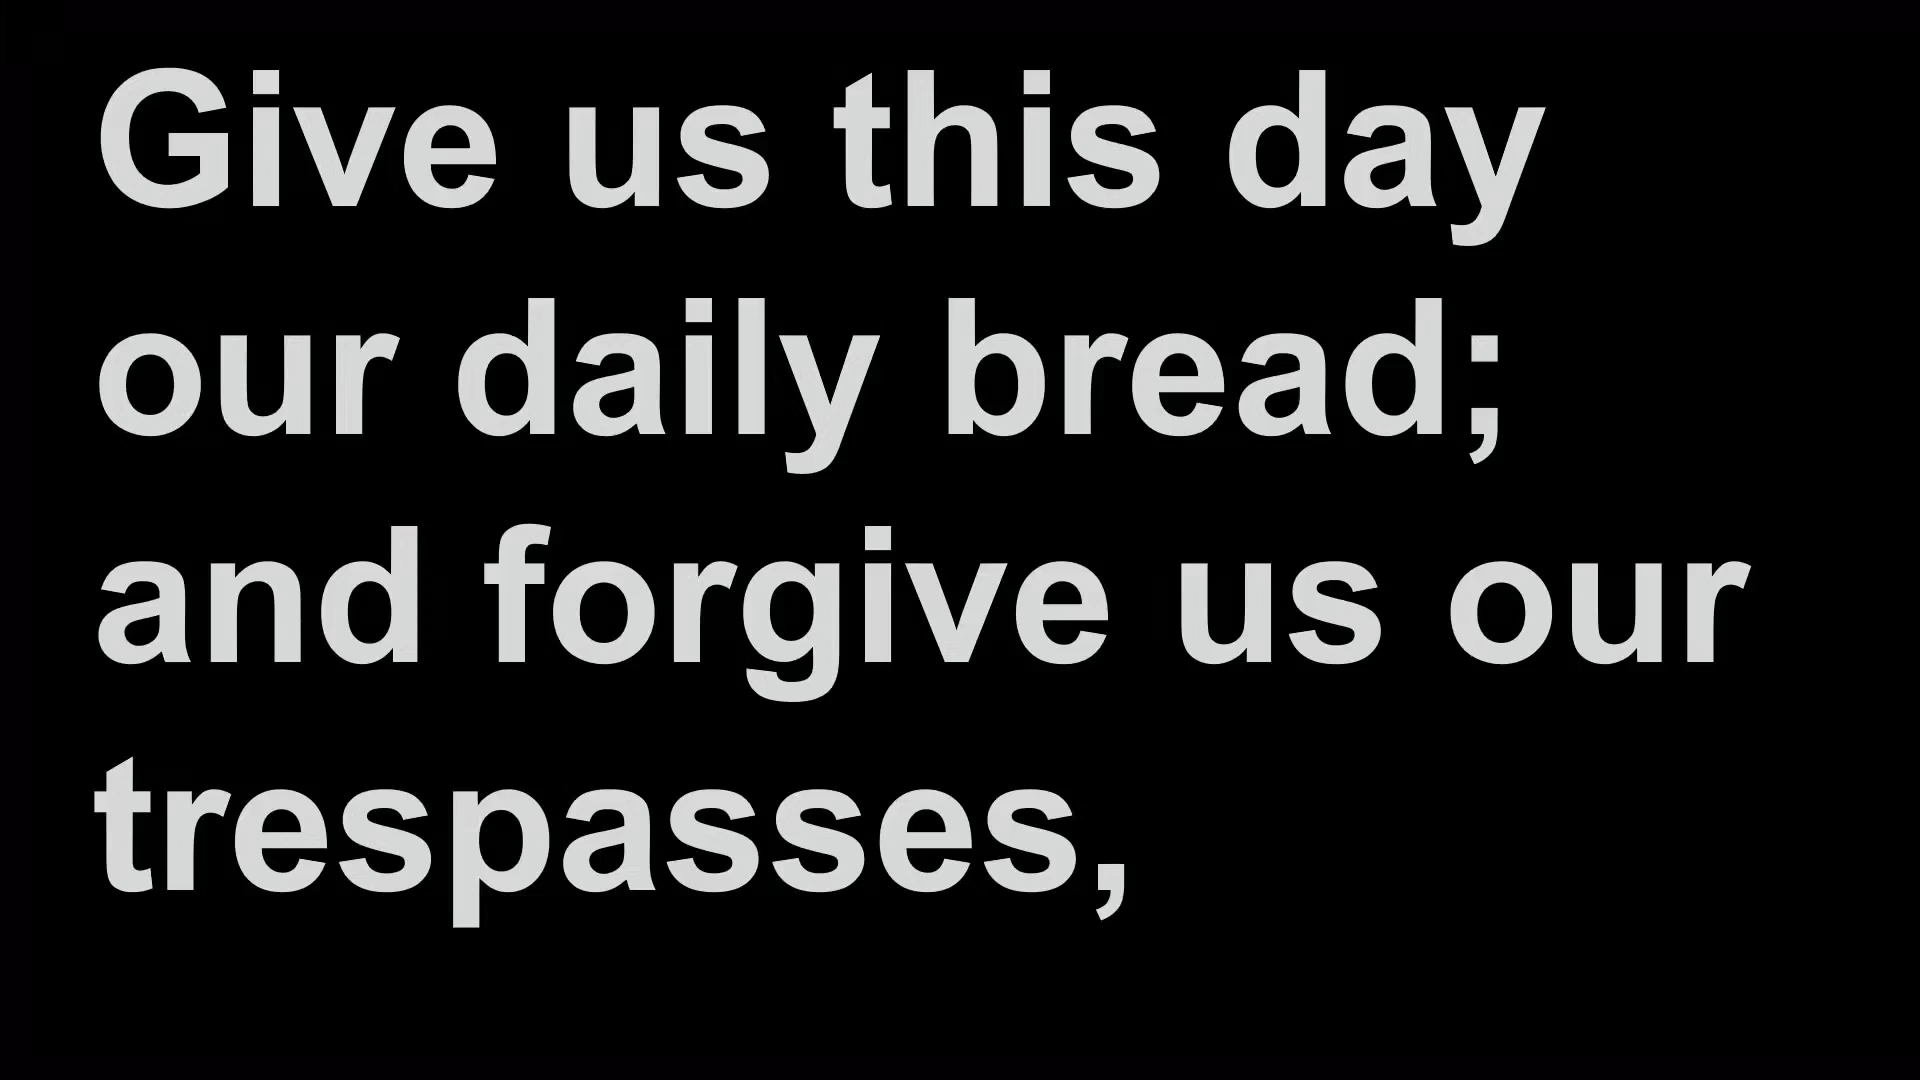 Give us this day
our daily bread;
and forgive us our
trespasses,